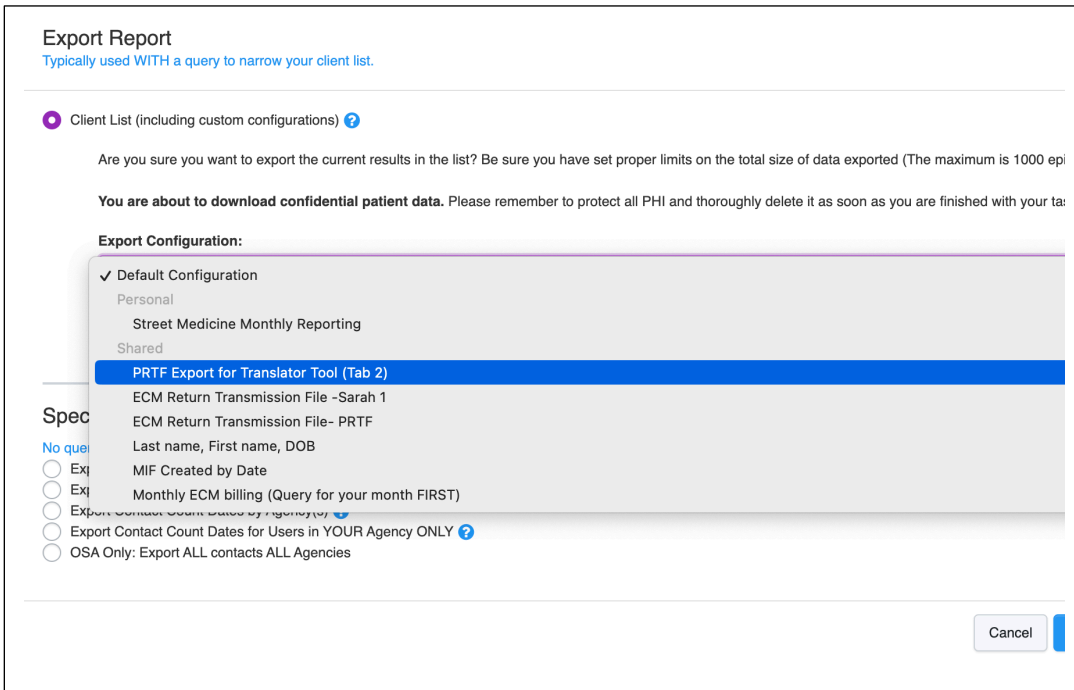 Export Report
Typically used WITH a query to narrow your client list.
Client List (including custom configurations) ?
Are you sure you want to export the current results in the list? Be sure you have set proper limits on the total size of data exported (The maximum is 1000
You are about to download confidential patient data. Please remember to protect all PHI and thoroughly delete it as soon as you are finished with your
Export Configuration:
✓ Default Configuration
Personal
Street Medicine Monthly Reporting
Shared
PRTF Export for Translator Tool (Tab 2)
ECM Return Transmission File -Sarah 1
ECM Return Transmission File- PRTF
Last name, First name, DOB
MIF Created by Date
Monthly ECM billing (Query for your month FIRST)
Spec
No que
Exp
Exp
Export Contact Count Dates by Agency(s) ?
Export Contact Count Dates for Users in YOUR Agency ONLY ?
OSA Only: Export ALL contacts ALL Agencies
Cancel